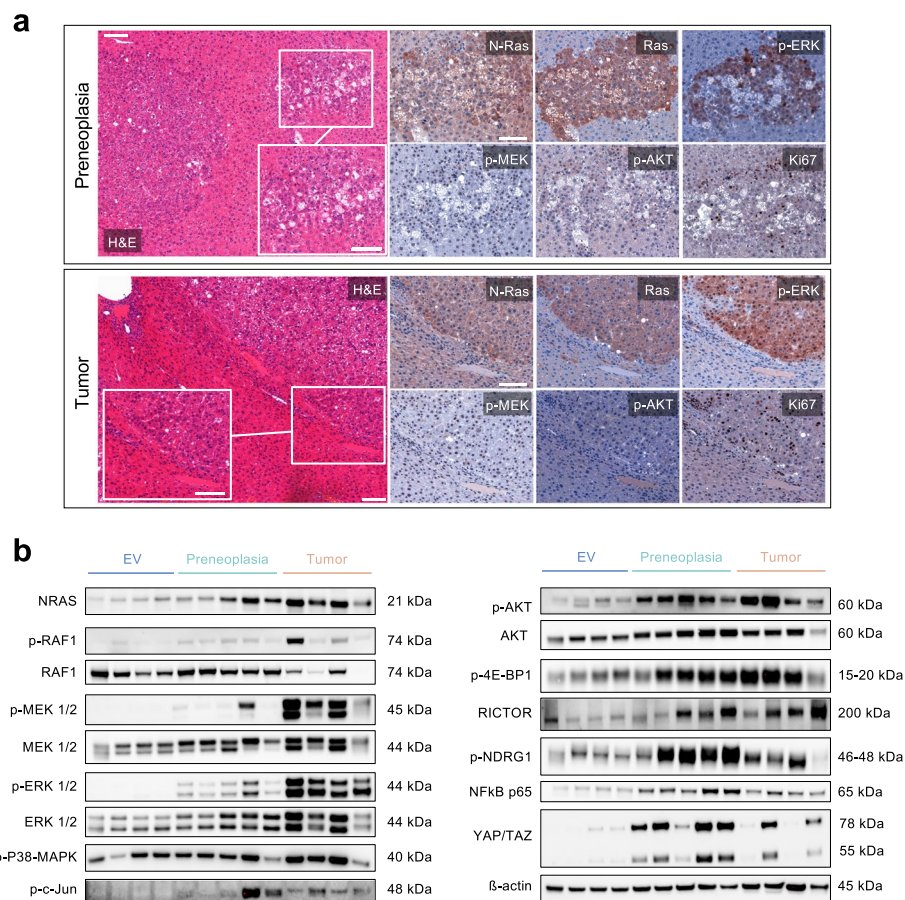 a
Preneoplasia
H&E
N-Ras
Ras
p-ERK
p-MEK
p-AKT
Ki67
Tumor
H&E
N-Ras
Ras
p-ERK
p-MEK
p-AKT
Ki67
b
EV Preneoplasia Tumor
NRAS 21 kDa
p-RAF1 74 kDa
RAF1 74 kDa
p-MEK 1/2 45 kDa
MEK 1/2 44 kDa
p-ERK 1/2 44 kDa
ERK 1/2 44 kDa
p-P38-MAPK 40 kDa
p-c-Jun 48 kDa
EV Preneoplasia Tumor
p-AKT 60 kDa
AKT 60 kDa
p-4E-BP1 15-20 kDa
RICTOR 200 kDa
p-NDRG1 46-48 kDa
NFkB p65 65 kDa
YAP/TAZ 78 kDa
55 kDa
ß-actin 45 kDa